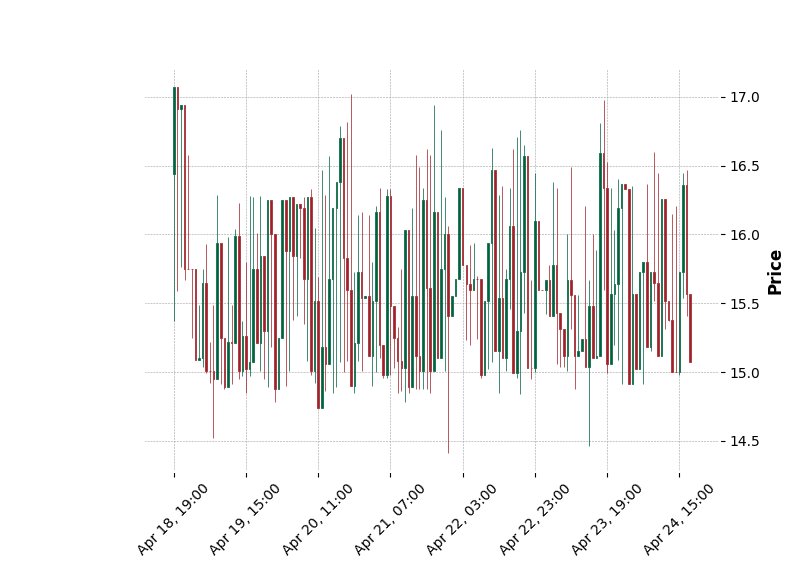 17.0
16.5
16.0
15.5
15.0
14.5
Price
Apr 18, 19:00
Apr 19, 15:00
Apr 20, 11:00
Apr 21, 07:00
Apr 22, 03:00
Apr 22, 23:00
Apr 23, 19:00
Apr 24, 15:00